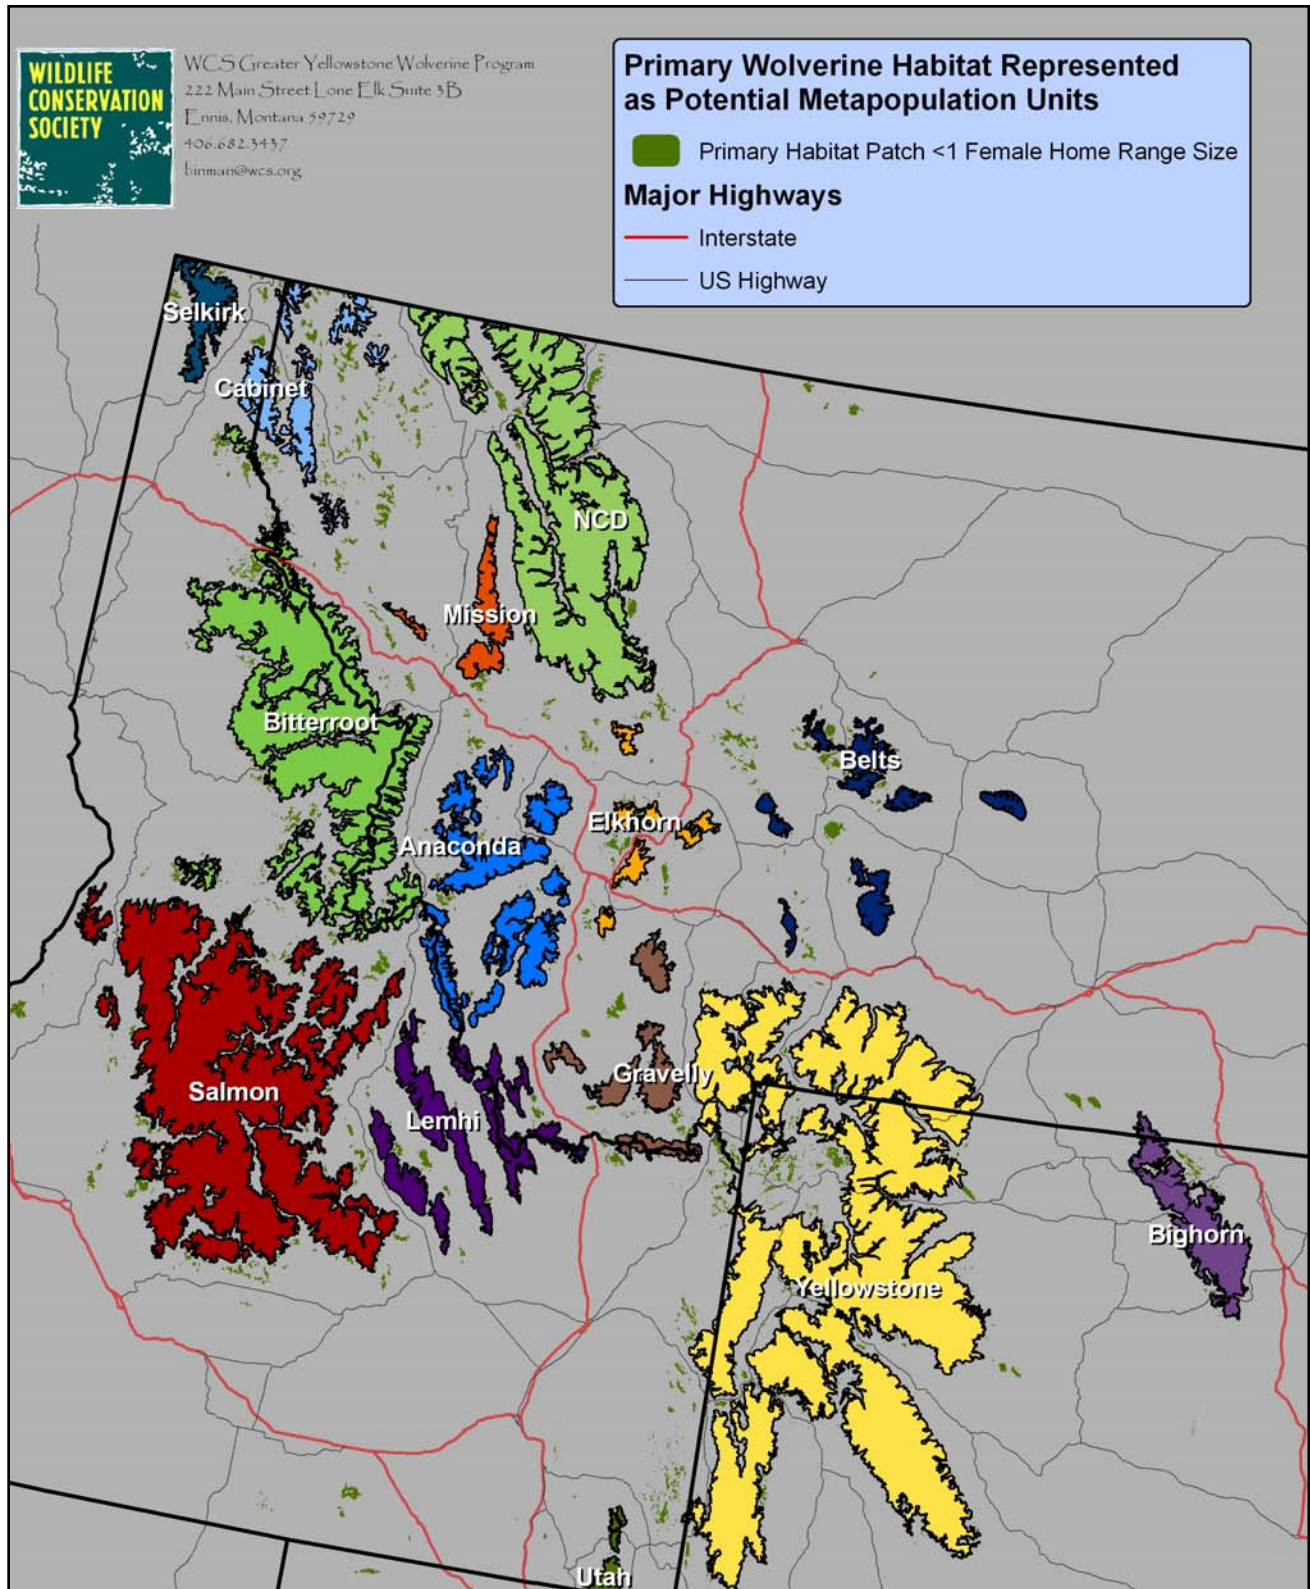 WILDLIFE
CONSERVATION
SOCIETY
WCS Greater Yellowstone Wolverine Program
222 Main Street Lone Elk Suite 3B
Ennis, Montana 59729
406.682.3437
binman@wcs.org
Primary Wolverine Habitat Represented
as Potential Metapopulation Units
Primary Habitat Patch <1 Female Home Range Size
Major Highways
Interstate
US Highway
Selkirk
Cabinet
NCD
Mission
Bitterroot
Belts
Elkhorn
Anaconda
Gravelly
Salmon
Lemhi
Bighorn
Yellowstone
Utah